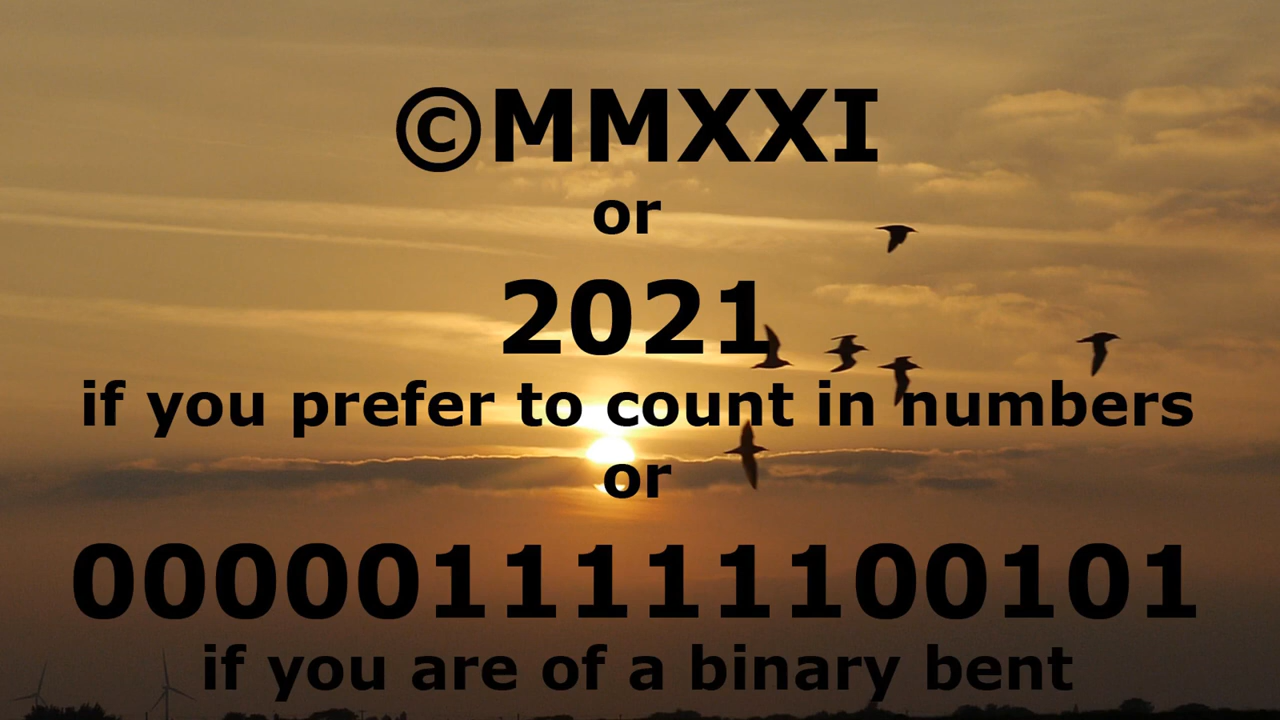 ©MMXXI
or
2021
if you prefer to count in numbers
or
0000011111100101
if you are of a binary bent